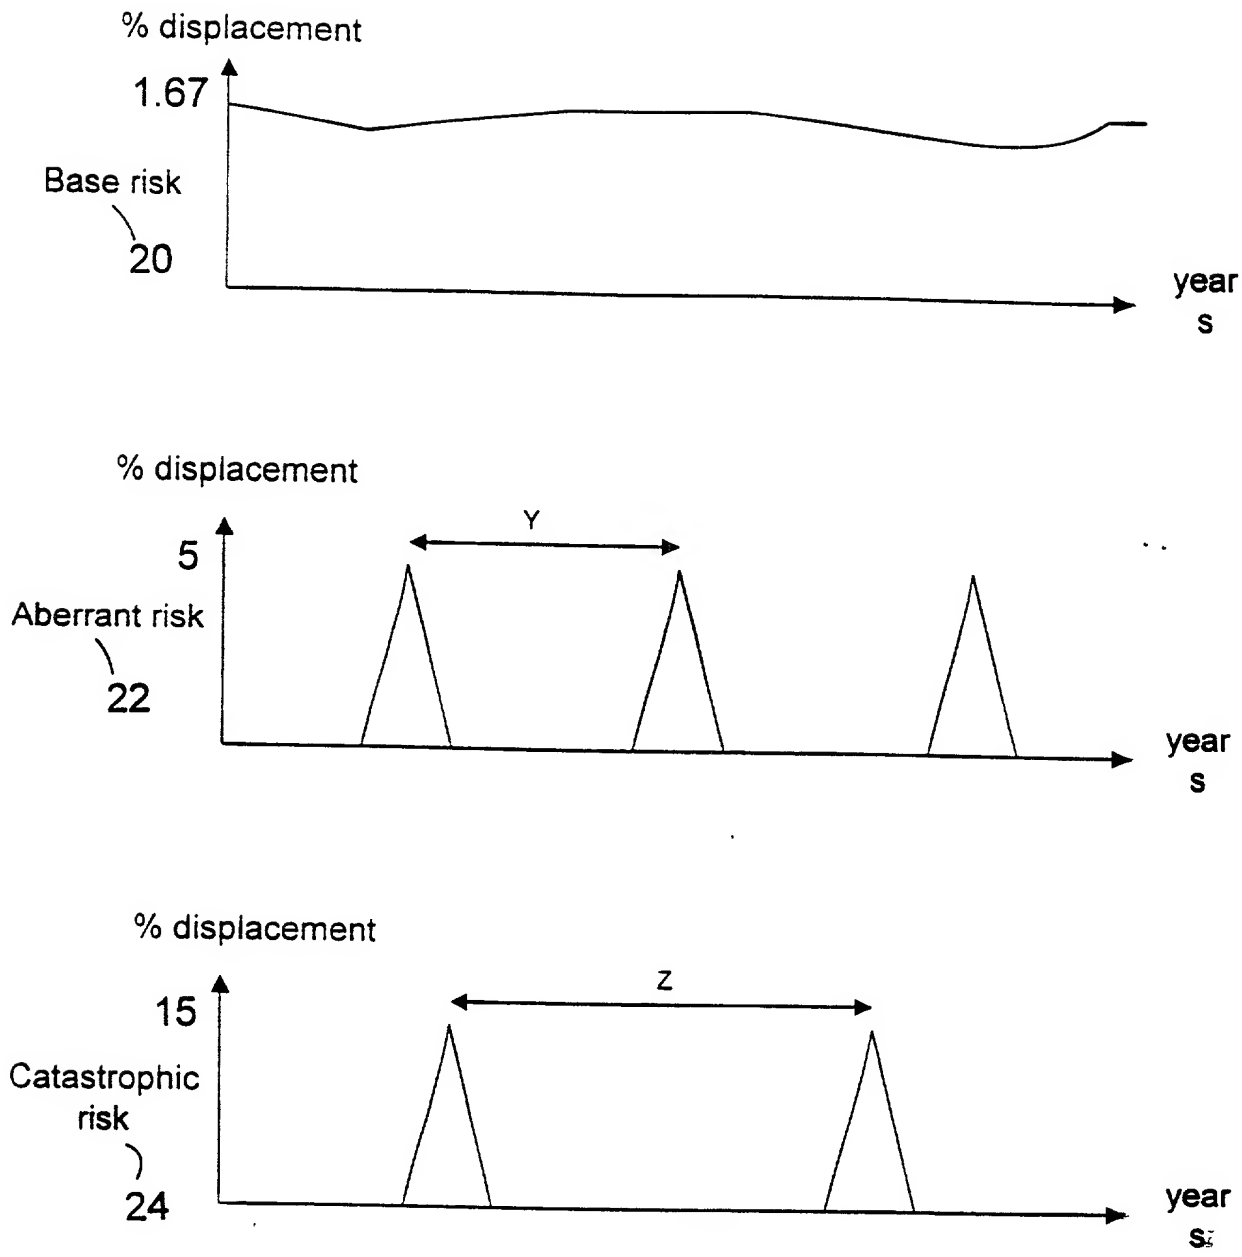 % displacement
1.67
Base risk
20
year
s
% displacement
Y
5
Aberrant risk
22
year
s
% displacement
Z
15
Catastrophic
risk
24
year
s